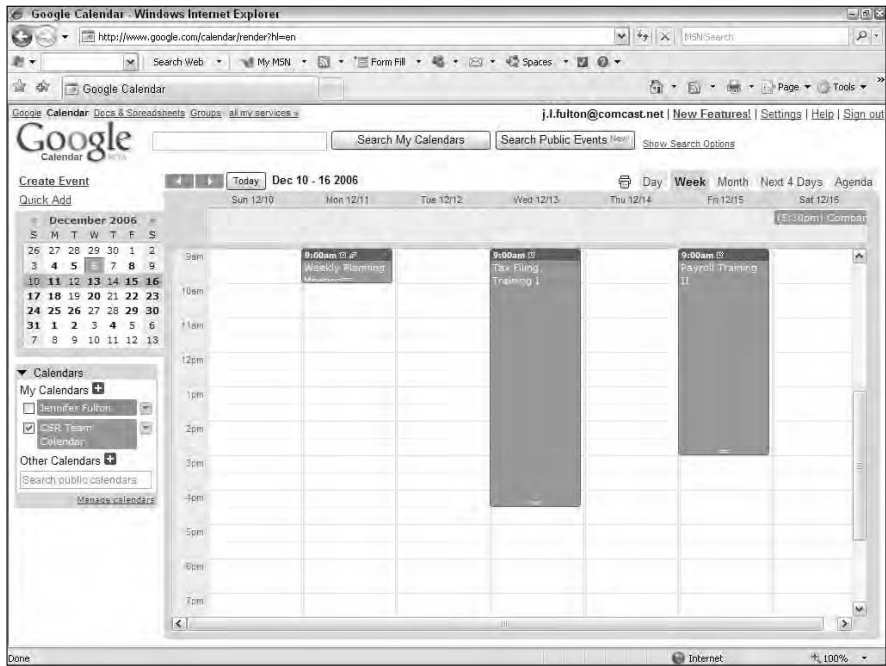 Google Calendar - Windows Internet Explorer
http://www.google.com/calendar/render?hl=en
MSN Search
Search Web My MSN Form Fill Spaces
Google Calendar
Page Tools »
Google Calendar Docs & Spreadsheets Groups all my services »
j.l.fulton@comcast.net | New Features! | Settings | Help | Sign out
Google
Calendar BETA
Search My Calendars Search Public Events New! Show Search Options
Create Event
Quick Add
Today Dec 10 - 16 2006
Day Week Month Next 4 Days Agenda
Sun 12/10 Mon 12/11 Tue 12/12 Wed 12/13 Thu 12/14 Fri 12/15 Sat 12/16
(5:30pm)
« December 2006 »
S M T W T F S
26 27 28 29 30 1 2
3 4 5 6 7 8 9
10 11 12 13 14 15 16
17 18 19 20 21 22 23
24 25 26 27 28 29 30
31 1 2 3 4 5 6
7 8 9 10 11 12 13
9am
10am
11am
12pm
1pm
2pm
3pm
4pm
5pm
6pm
7pm
9:00am
Weekly Planning
9:00am
Tax Filing
Training I
9:00am
Payroll Training
II
Calendars
My Calendars
Jennifer Fulton
CSR Team
Calendar
Other Calendars
Search public calendars
Manage calendars
Done
Internet
100%